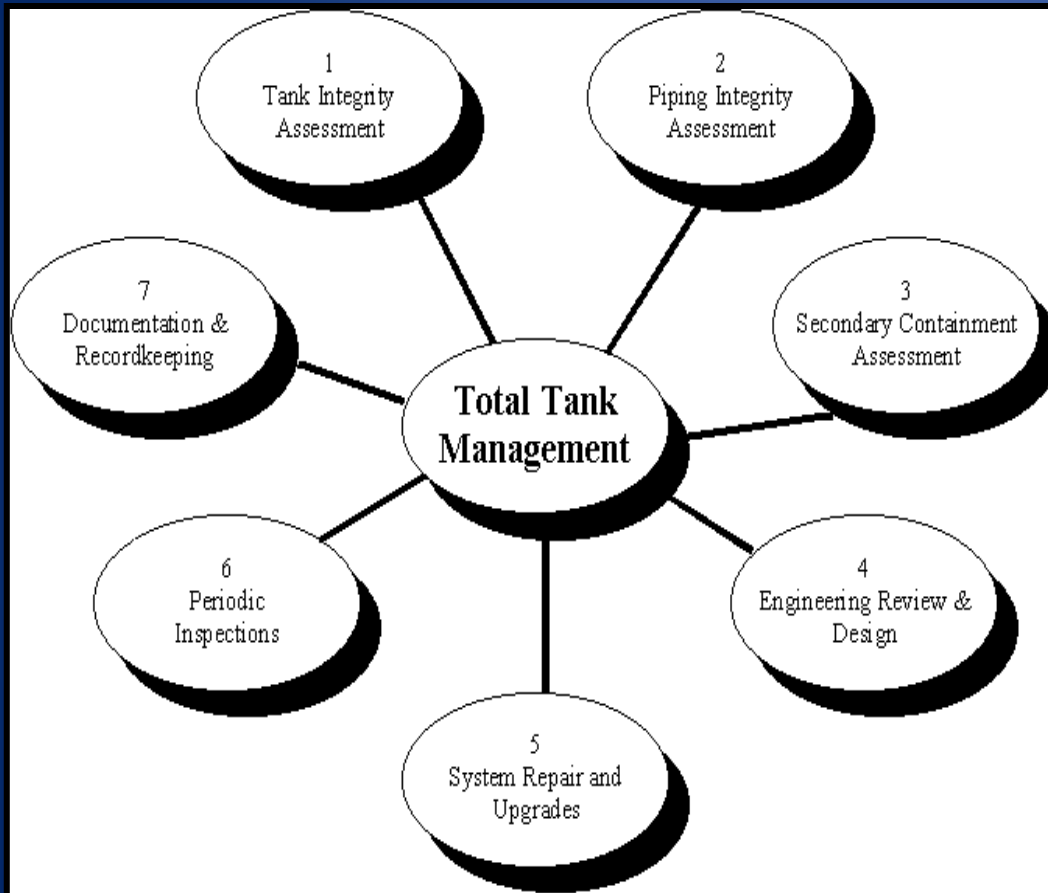 1
Tank Integrity
Assessment
2
Piping Integrity
Assessment
3
Secondary Containment
Assessment
7
Documentation &
Recordkeeping
Total Tank
Management
6
Periodic
Inspections
4
Engineering Review &
Design
5
System Repair and
Upgrades